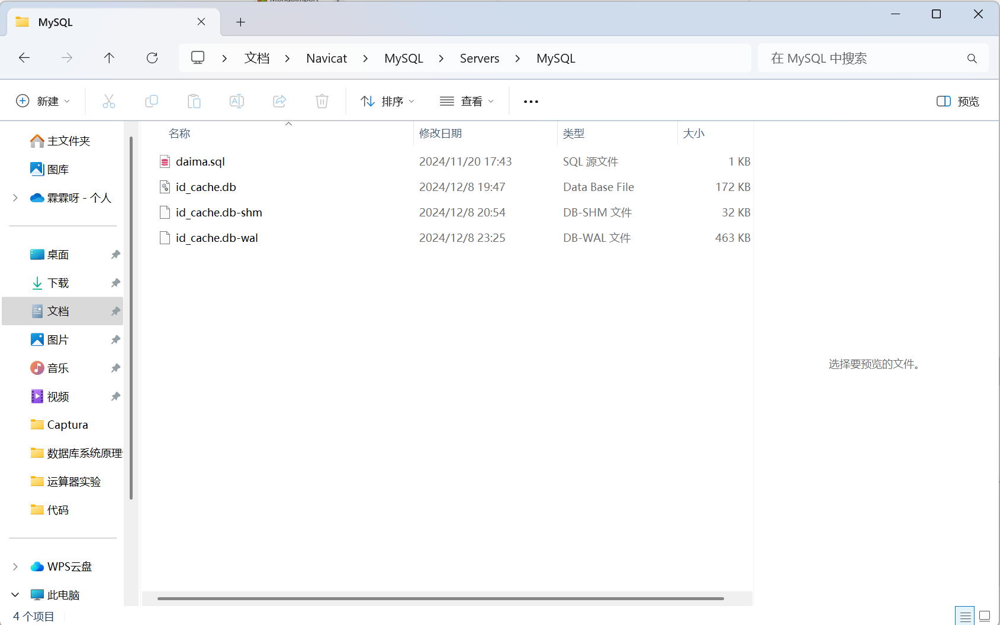 MySQL
文档 Navicat MySQL Servers MySQL
在 MySQL 中搜索
新建 排序 查看 预览
名称 修改日期 类型 大小
daima.sql 2024/11/20 17:43 SQL 源文件 1 KB
id_cache.db 2024/12/8 19:47 Data Base File 172 KB
id_cache.db-shm 2024/12/8 20:54 DB-SHM 文件 32 KB
id_cache.db-wal 2024/12/8 23:25 DB-WAL 文件 463 KB
主文件夹
图库
霖霖呀 - 个人
桌面
下载
文档
图片
音乐
视频
Captura
数据库系统原理
运算器实验
代码
WPS云盘
此电脑
选择要预览的文件。
4 个项目